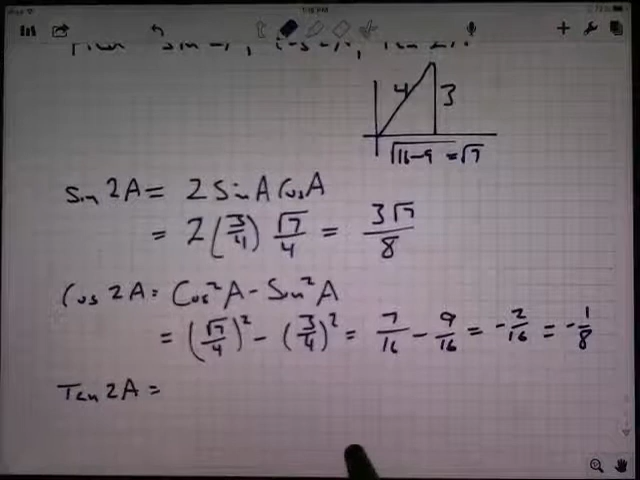 4
3
√16-9 = √7
Sin 2A = 2 Sin A Cos A
= 2 (3/4) √7/4 = 3√7/8
Cos 2A = Cos²A - Sin²A
= (√7/4)² - (3/4)² = 7/16 - 9/16 = -2/16 = -1/8
Tan 2A =